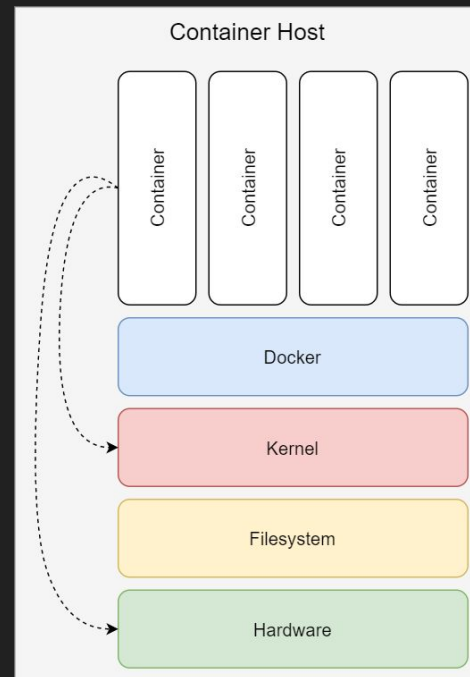 Container Host
Container
Container
Container
Container
Docker
Kernel
Filesystem
Hardware